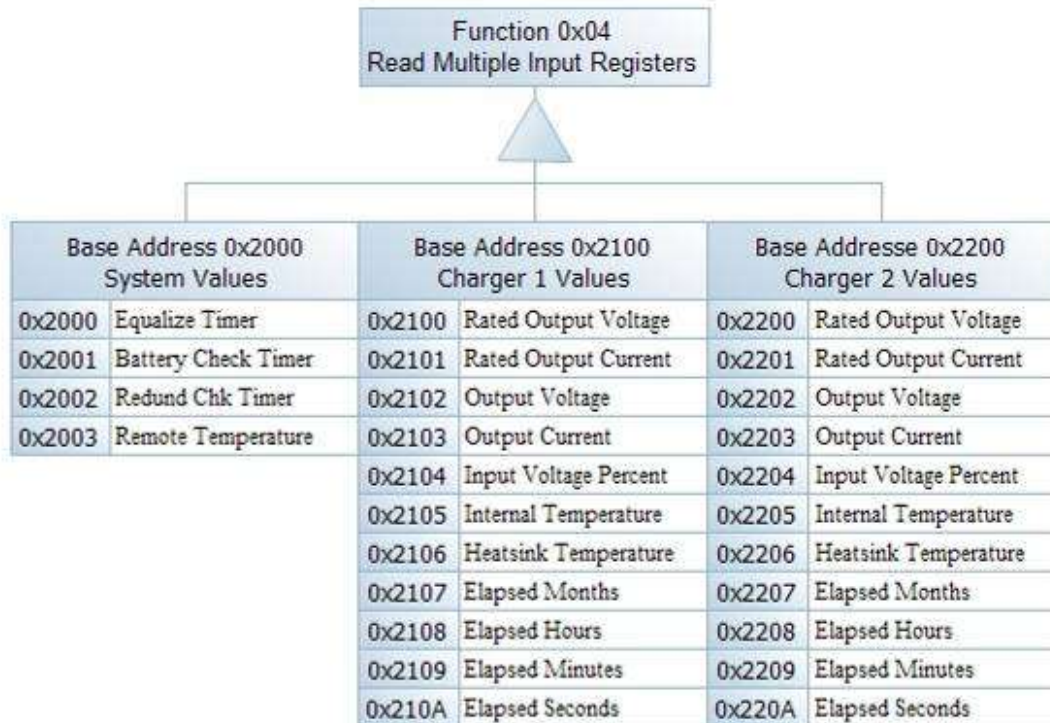 Function 0x04
Read Multiple Input Registers
Base Address 0x2000
System Values
0x2000 Equalize Timer
0x2001 Battery Check Timer
0x2002 Redund Chk Timer
0x2003 Remote Temperature
Base Address 0x2100
Charger 1 Values
0x2100 Rated Output Voltage
0x2101 Rated Output Current
0x2102 Output Voltage
0x2103 Output Current
0x2104 Input Voltage Percent
0x2105 Internal Temperature
0x2106 Heatsink Temperature
0x2107 Elapsed Months
0x2108 Elapsed Hours
0x2109 Elapsed Minutes
0x210A Elapsed Seconds
Base Addresse 0x2200
Charger 2 Values
0x2200 Rated Output Voltage
0x2201 Rated Output Current
0x2202 Output Voltage
0x2203 Output Current
0x2204 Input Voltage Percent
0x2205 Internal Temperature
0x2206 Heatsink Temperature
0x2207 Elapsed Months
0x2208 Elapsed Hours
0x2209 Elapsed Minutes
0x220A Elapsed Seconds